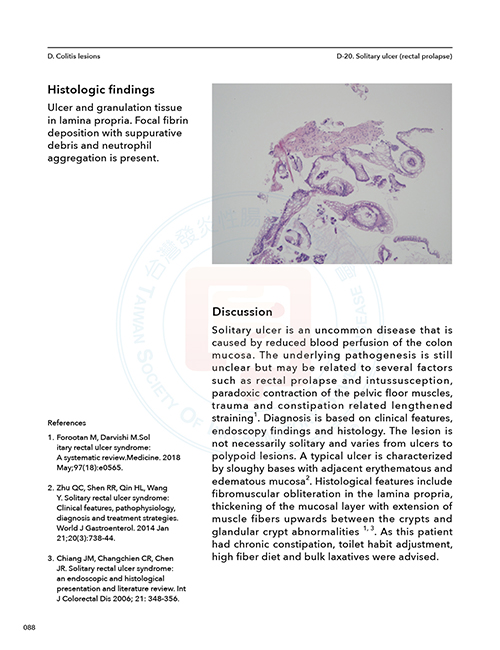 D. Colitis lesions
D-20. Solitary ulcer (rectal prolapse)
Histologic findings
Ulcer and granulation tissue
in lamina propria. Focal fibrin
deposition with suppurative
debris and neutrophil
aggregation is present.
Discussion
Solitary ulcer is an uncommon disease that is
caused by reduced blood perfusion of the colon
mucosa. The underlying pathogenesis is still
unclear but may be related to several factors
such as rectal prolapse and intussusception,
paradoxic contraction of the pelvic floor muscles,
trauma and constipation related lengthened
straining1. Diagnosis is based on clinical features,
endoscopy findings and histology. The lesion is
not necessarily solitary and varies from ulcers to
polypoid lesions. A typical ulcer is characterized
by sloughy bases with adjacent erythematous and
edematous mucosa2. Histological features include
fibromuscular obliteration in the lamina propria,
thickening of the mucosal layer with extension of
muscle fibers upwards between the crypts and
glandular crypt abnormalities 1, 3. As this patient
had chronic constipation, toilet habit adjustment,
high fiber diet and bulk laxatives were advised.
References
1. Forootan M, Darvishi M.Sol
itary rectal ulcer syndrome:
A systematic review.Medicine. 2018
May;97(18):e0565.
2. Zhu QC, Shen RR, Qin HL, Wang
Y. Solitary rectal ulcer syndrome:
Clinical features, pathophysiology,
diagnosis and treatment strategies.
World J Gastroenterol. 2014 Jan
21;20(3):738-44.
3. Chiang JM, Changchien CR, Chen
JR. Solitary rectal ulcer syndrome:
an endoscopic and histological
presentation and literature review. Int
J Colorectal Dis 2006; 21: 348-356.
088
台灣發炎
TAIWAN SOCIETY OF